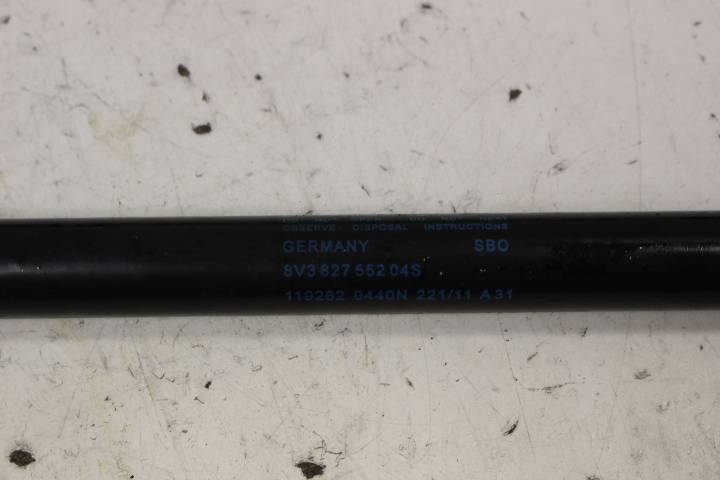 OBSERVE DISPOSAL INSTRUCTIONS
GERMANY SBO
8V3 827 552 04S
119262 0440N 221/11 A31